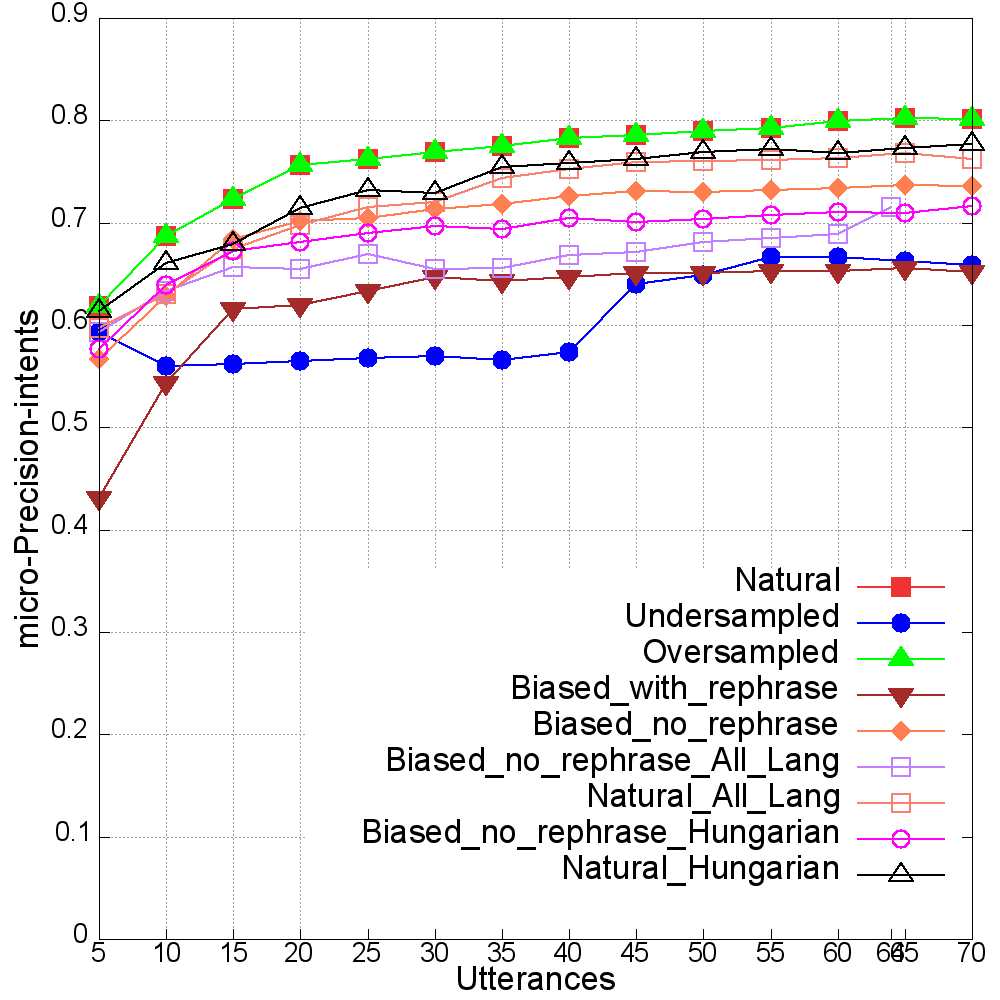 0.9
0.8
0.7
0.6
0.5
0.4
0.3
0.2
0.1
0
micro-Precision-intents
Natural
Undersampled
Oversampled
Biased_with_rephrase
Biased_no_rephrase
Biased_no_rephrase_All_Lang
Natural_All_Lang
Biased_no_rephrase_Hungarian
Natural_Hungarian
5 10 15 20 25 30 35 40 45 50 55 60 64 65 70
Utterances